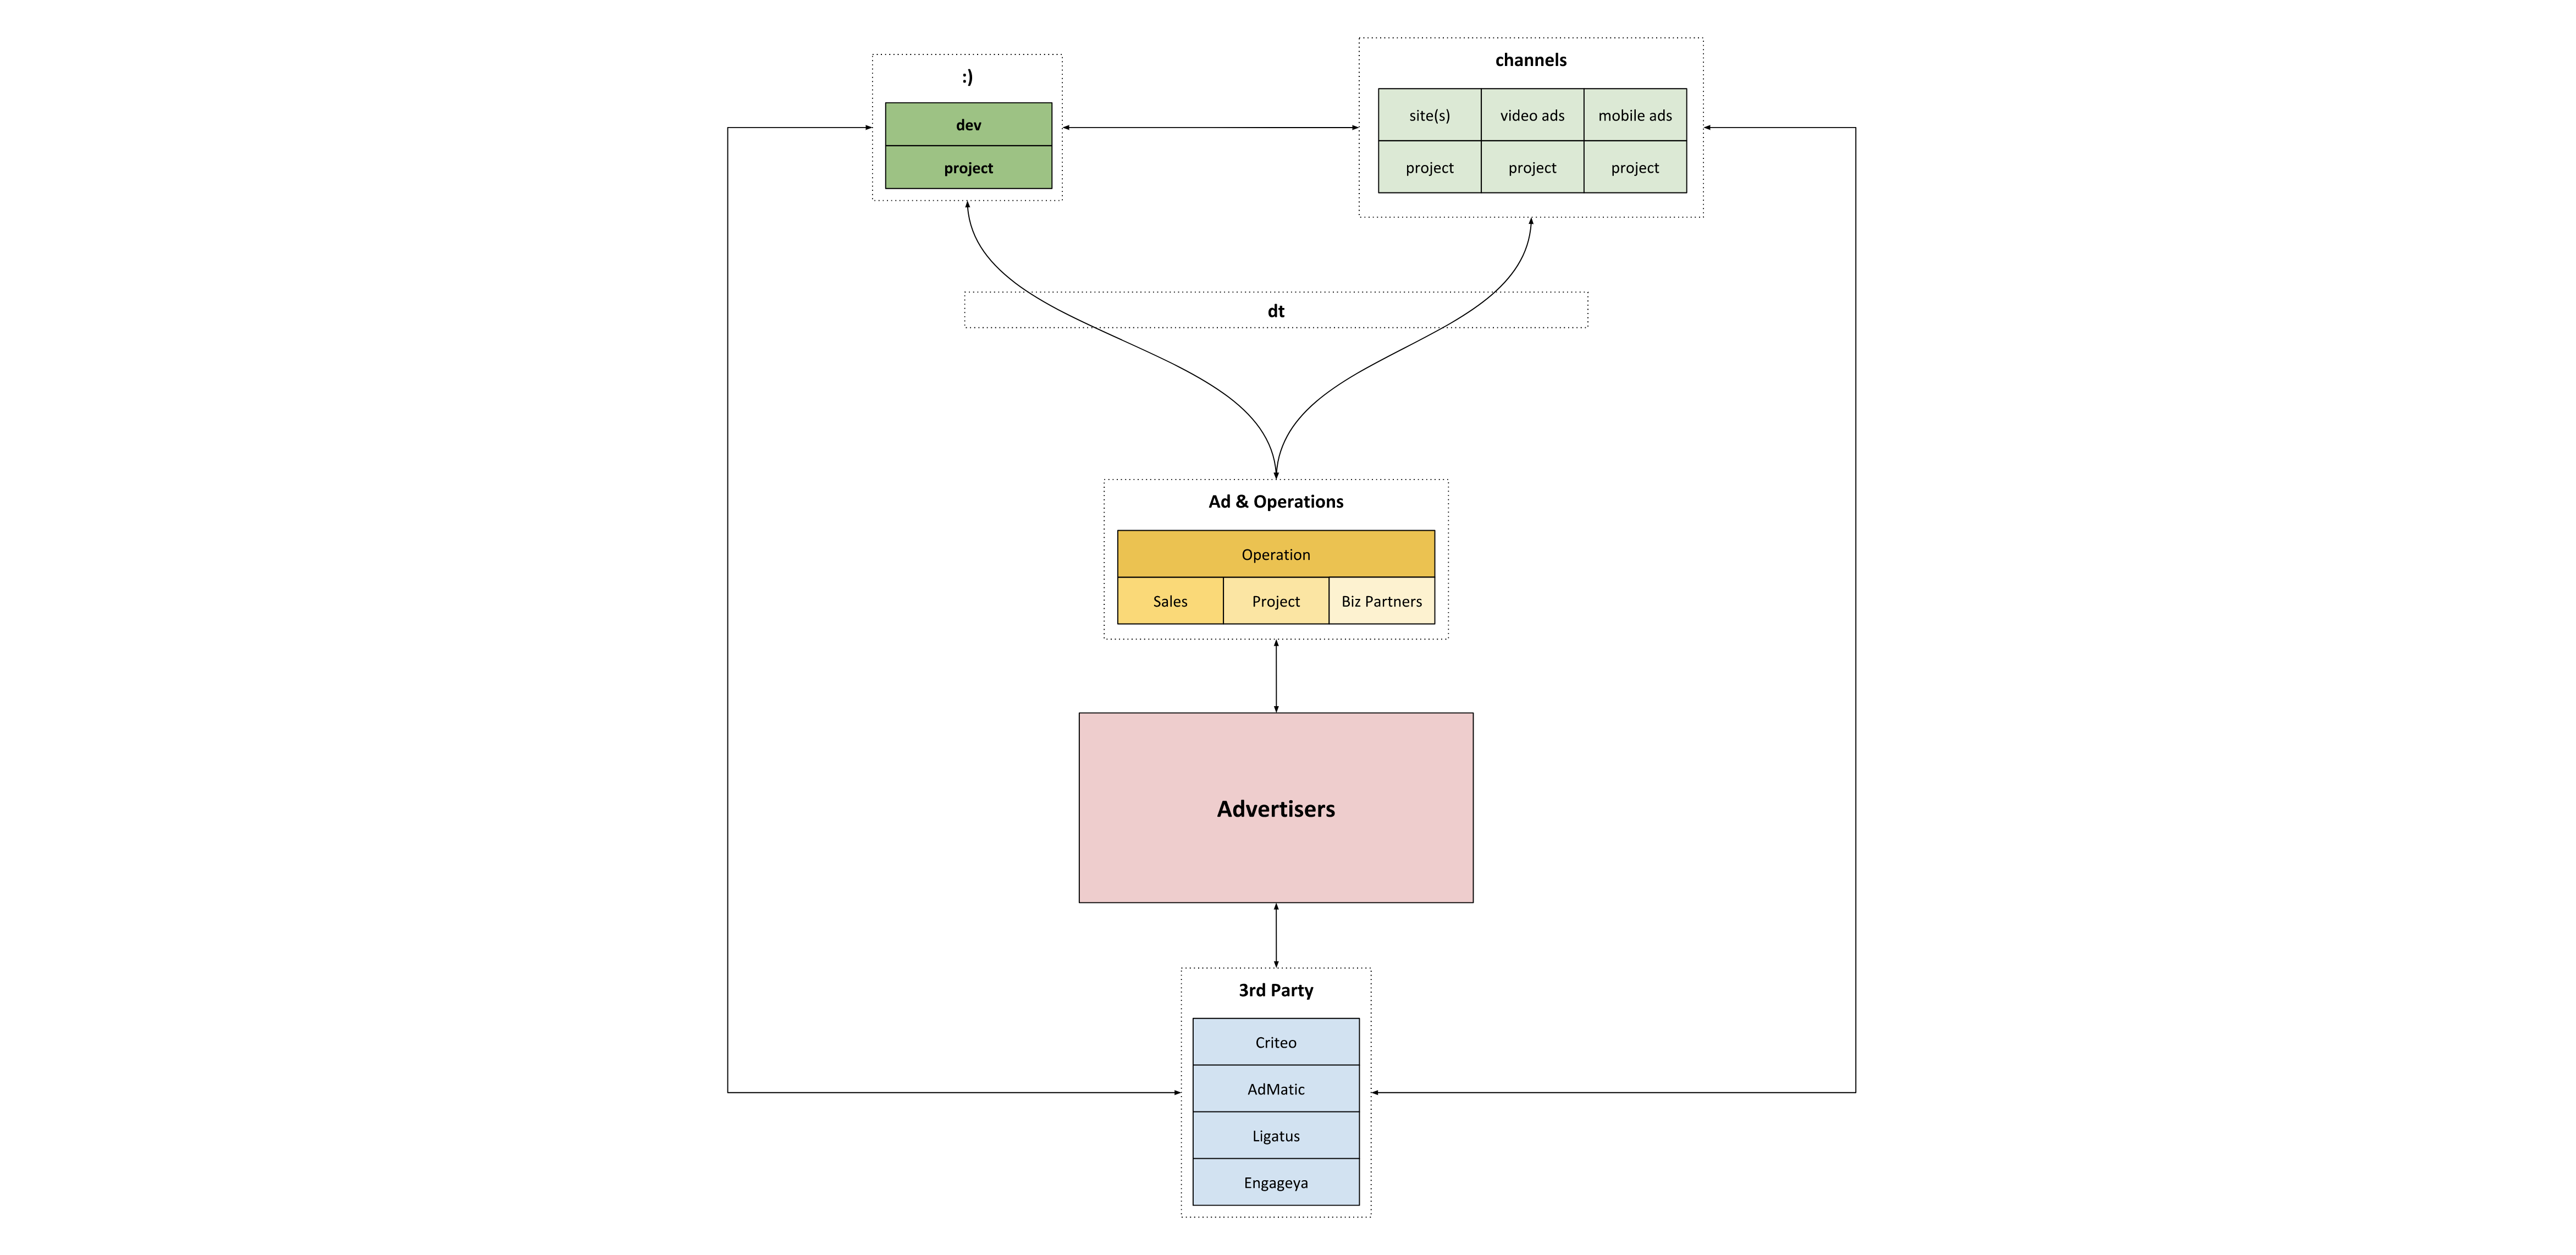 :)
dev
project
channels
site(s) video ads mobile ads
project project project
dt
Ad & Operations
Operation
Sales Project Biz Partners
Advertisers
3rd Party
Criteo
AdMatic
Ligatus
Engageya